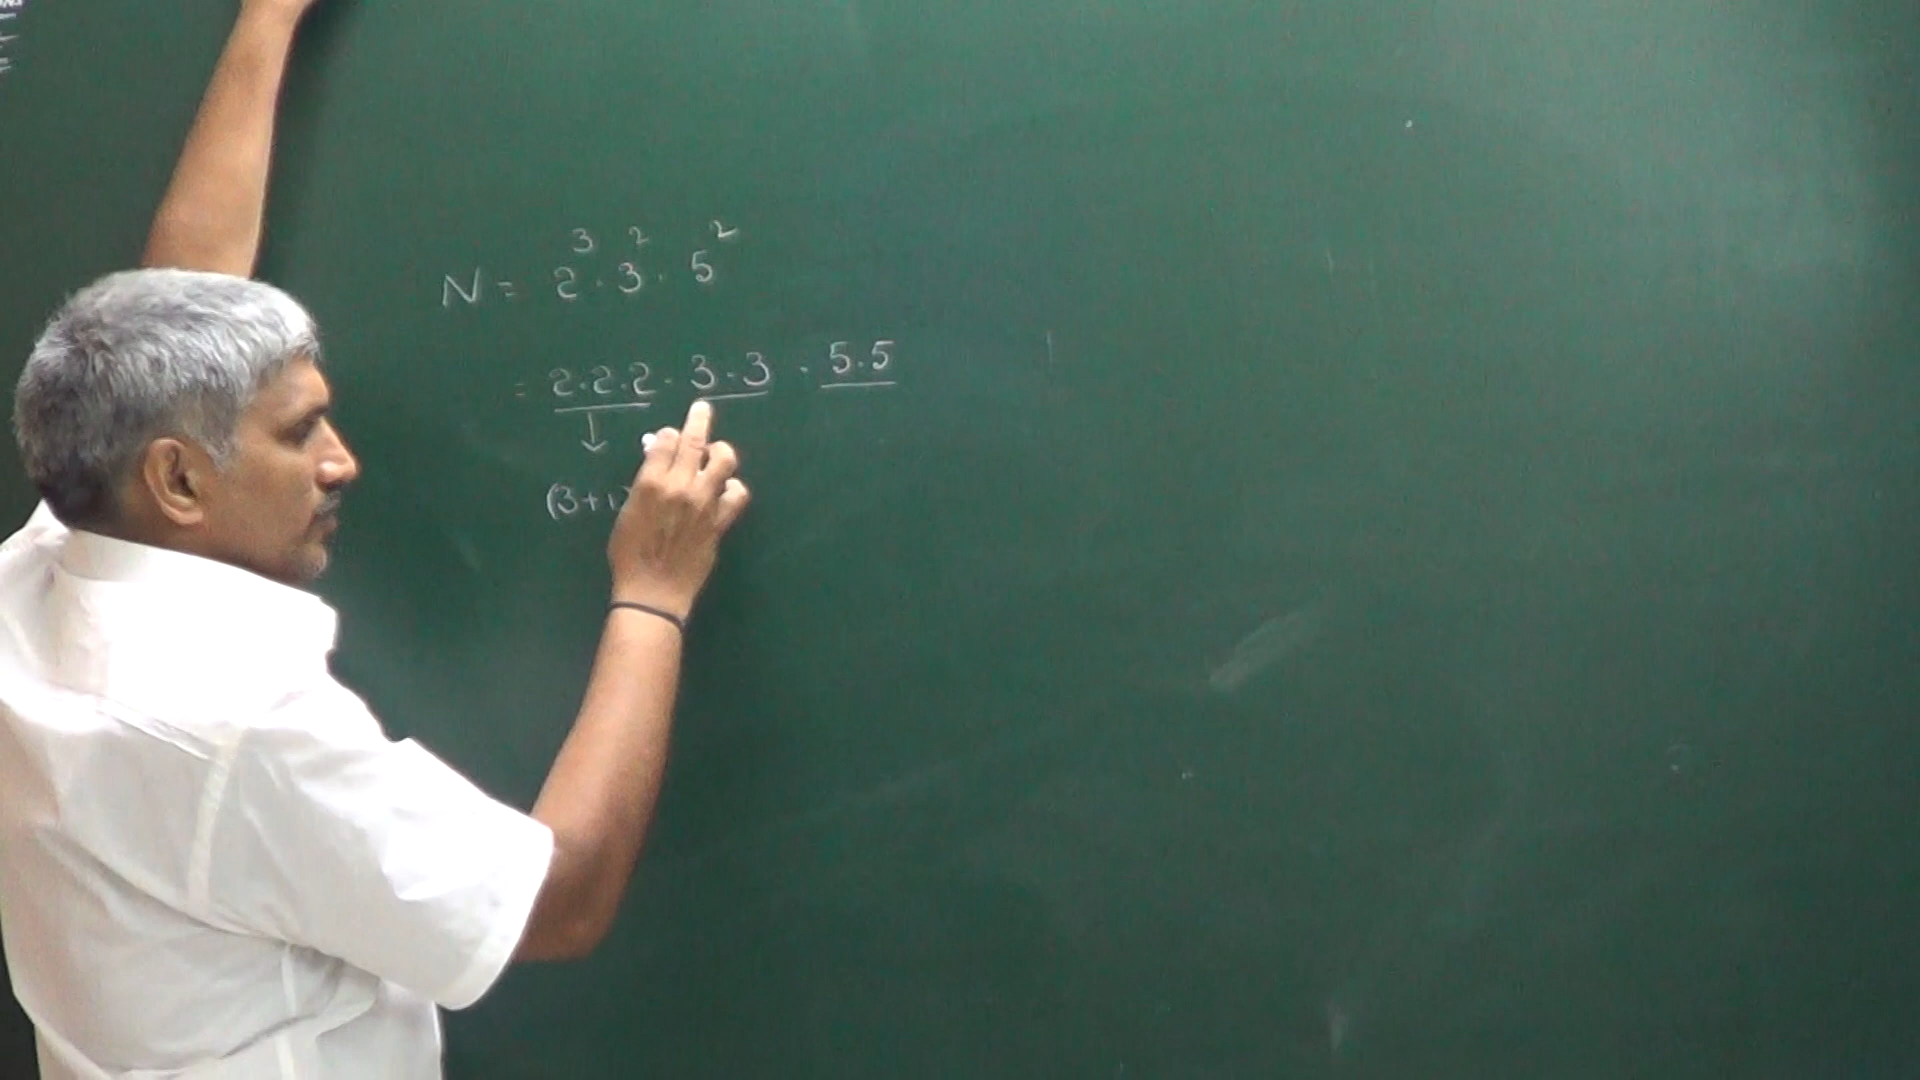 N = 2³ · 3² · 5²
= 2·2·2 · 3·3 · 5·5
↓
(3+1)